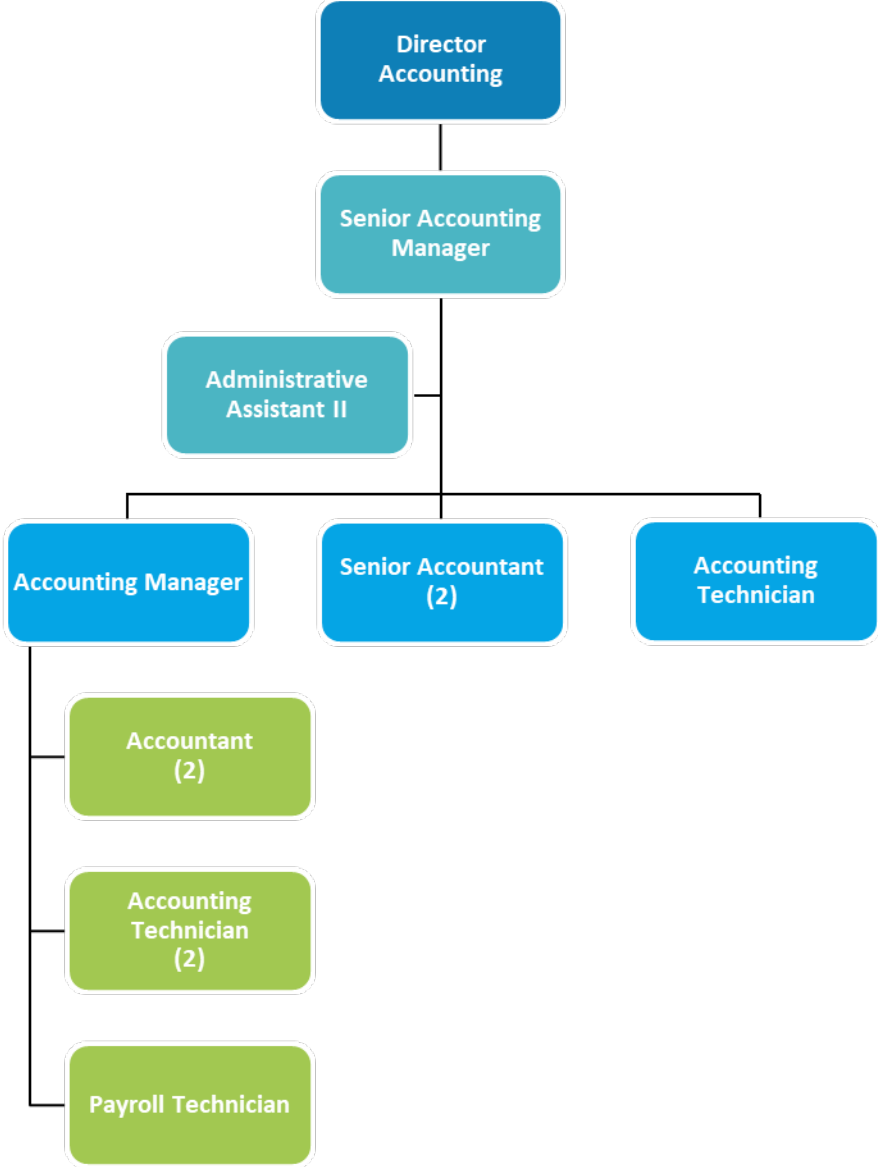 Director
Accounting
Senior Accounting
Manager
Administrative
Assistant II
Accounting Manager
Senior Accountant
(2)
Accounting
Technician
Accountant
(2)
Accounting
Technician
(2)
Payroll Technician